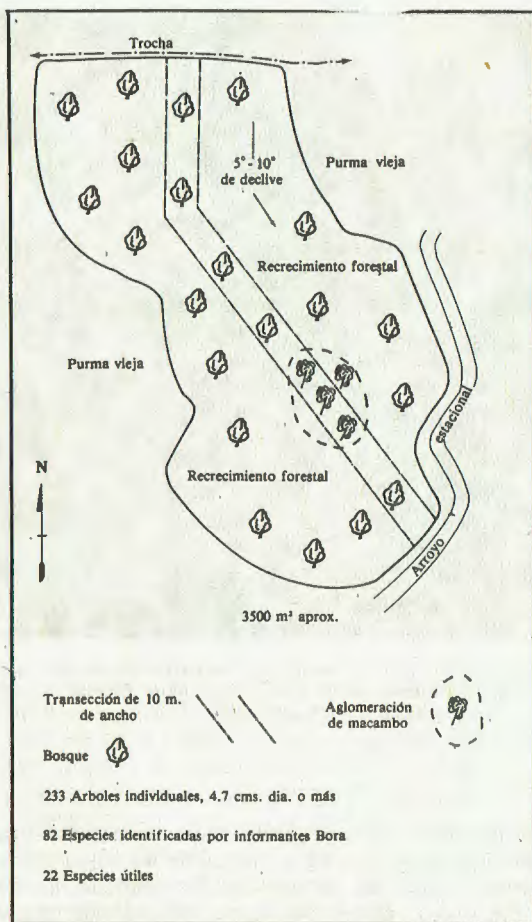 Trocha
5° - 10°
de declive
Purma vieja
Recrecimiento forestal
Purma vieja
estacional
Recrecimiento forestal
N
Arroyo
3500 m² aprox.
Transección de 10 m.
de ancho
Aglomeración
de macambo
Bosque
233 Arboles individuales, 4.7 cms. dia. o más
82 Especies identificadas por informantes Bora
22 Especies útiles